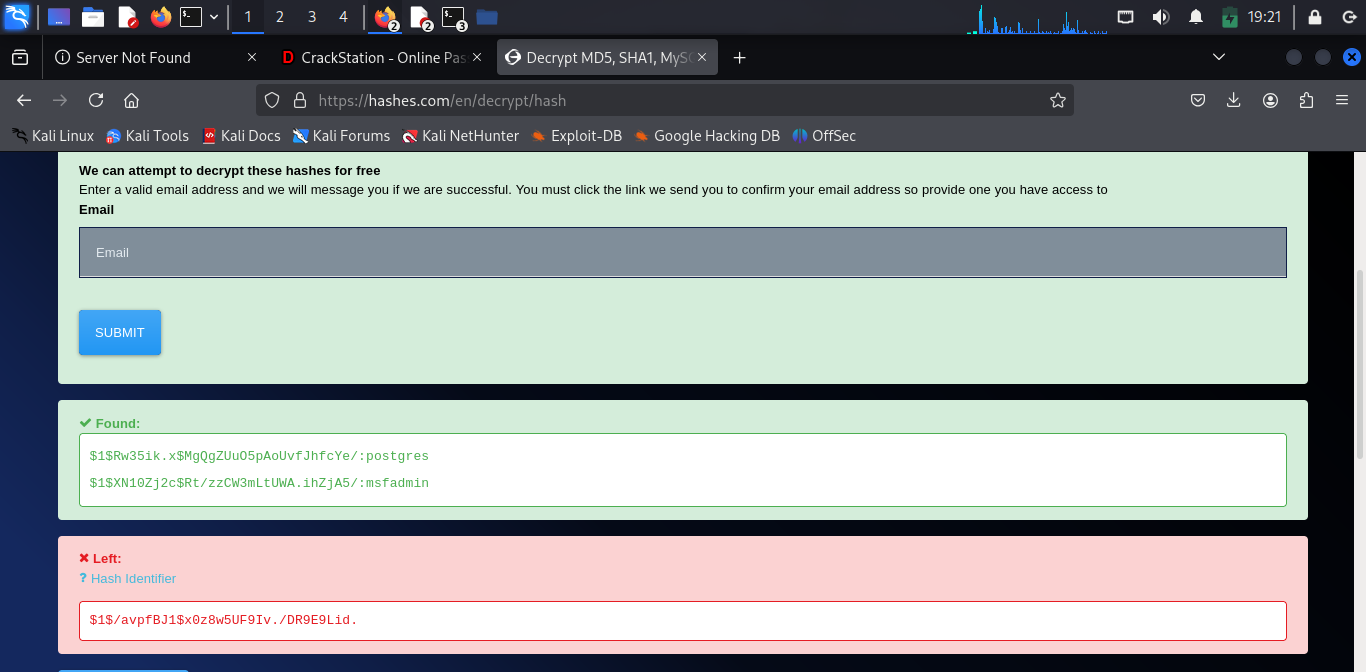 1 2 3 4 2 2 3 19:21
Server Not Found CrackStation - Online Pas Decrypt MD5, SHA1, MySQ
https://hashes.com/en/decrypt/hash
Kali Linux Kali Tools Kali Docs Kali Forums Kali NetHunter Exploit-DB Google Hacking DB OffSec
We can attempt to decrypt these hashes for free
Enter a valid email address and we will message you if we are successful. You must click the link we send you to confirm your email address so provide one you have access to
Email
Email
SUBMIT
Found:
$1$Rw35ik.x$MgQgZUuO5pAoUvfJhfcYe/:postgres
$1$XN10Zj2c$Rt/zzCW3mLtUWA.ihZjA5/:msfadmin
Left:
? Hash Identifier
$1$/avpfBJ1$x0z8w5UF9Iv./DR9E9Lid.